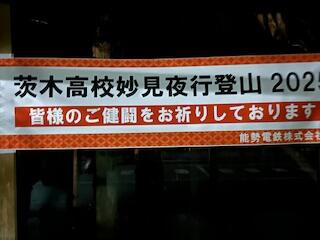 茨木高校妙見夜行登山 2025
皆様のご健闘をお祈りしております
能勢電鉄株式会